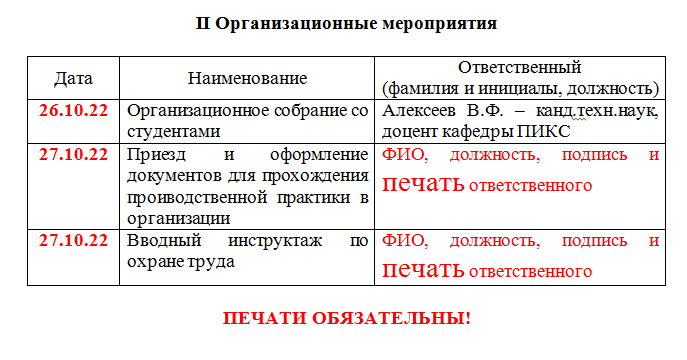 II Организационные мероприятия
Дата
Наименование
Ответственный
(фамилия и инициалы, должность)
26.10.22
Организационное собрание со
студентами
Алексеев В.Ф. – канд.техн.наук,
доцент кафедры ПИКС
27.10.22
Приезд и оформление
документов для прохождения
проиводственной практики в
организации
ФИО, должность, подпись и
печать ответственного
27.10.22
Вводный инструктаж по
охране труда
ФИО, должность, подпись и
печать ответственного
ПЕЧАТИ ОБЯЗАТЕЛЬНЫ!